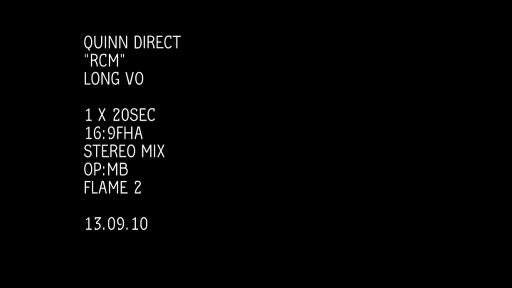 QUINN DIRECT
"RCM"
LONG VO
1 X 20SEC
16:9FHA
STEREO MIX
OP:MB
FLAME 2
13.09.10